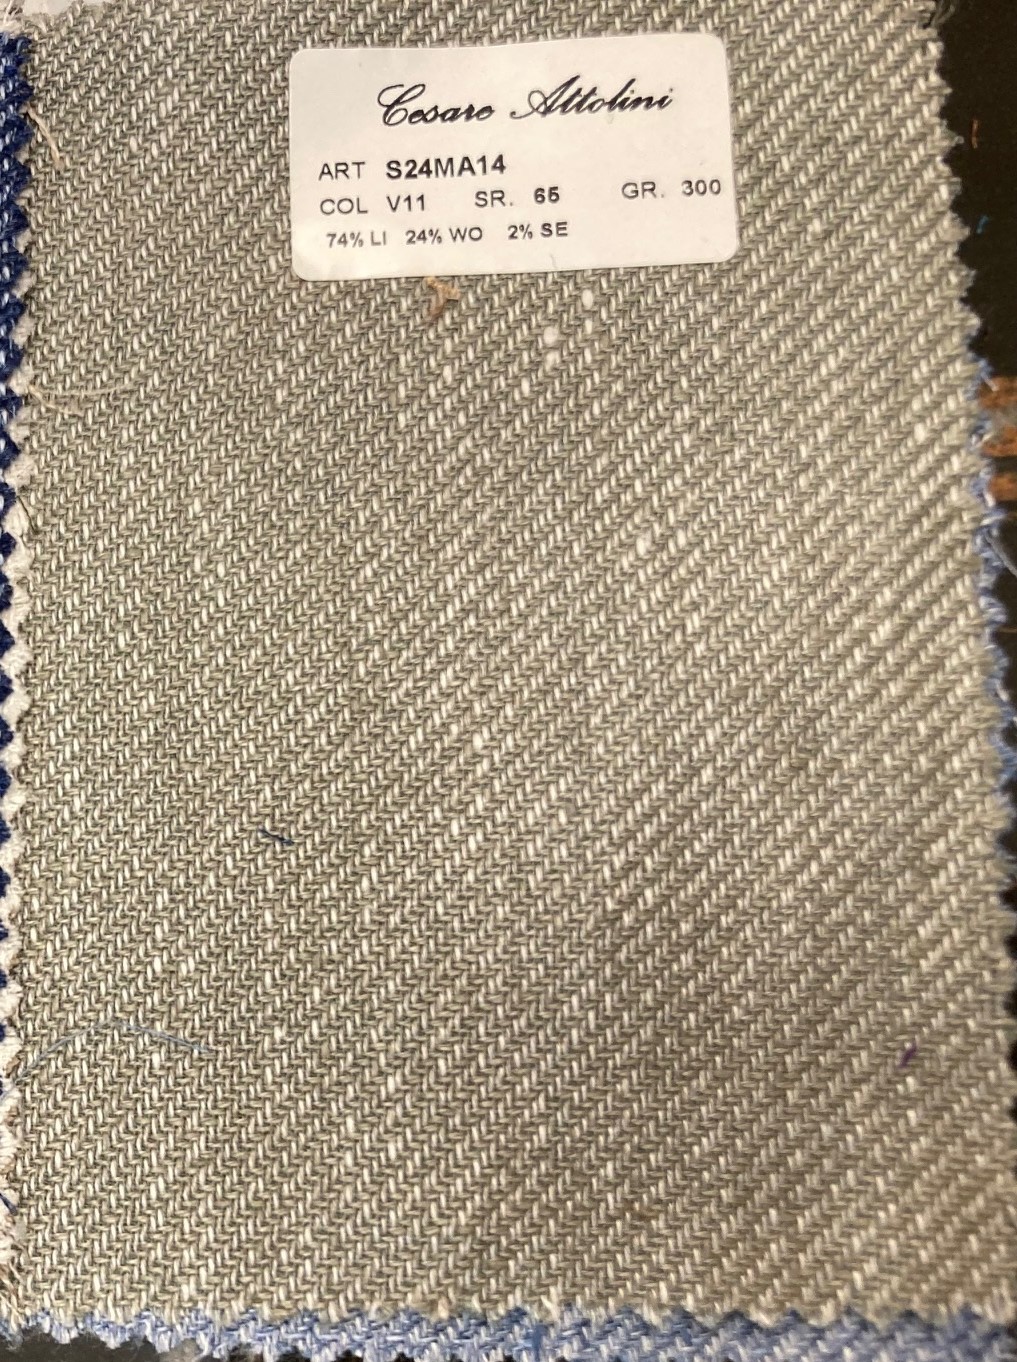 Cesare Attolini
ART S24MA14
COL V11 SR. 65 GR. 300
74% LI 24% WO 2% SE